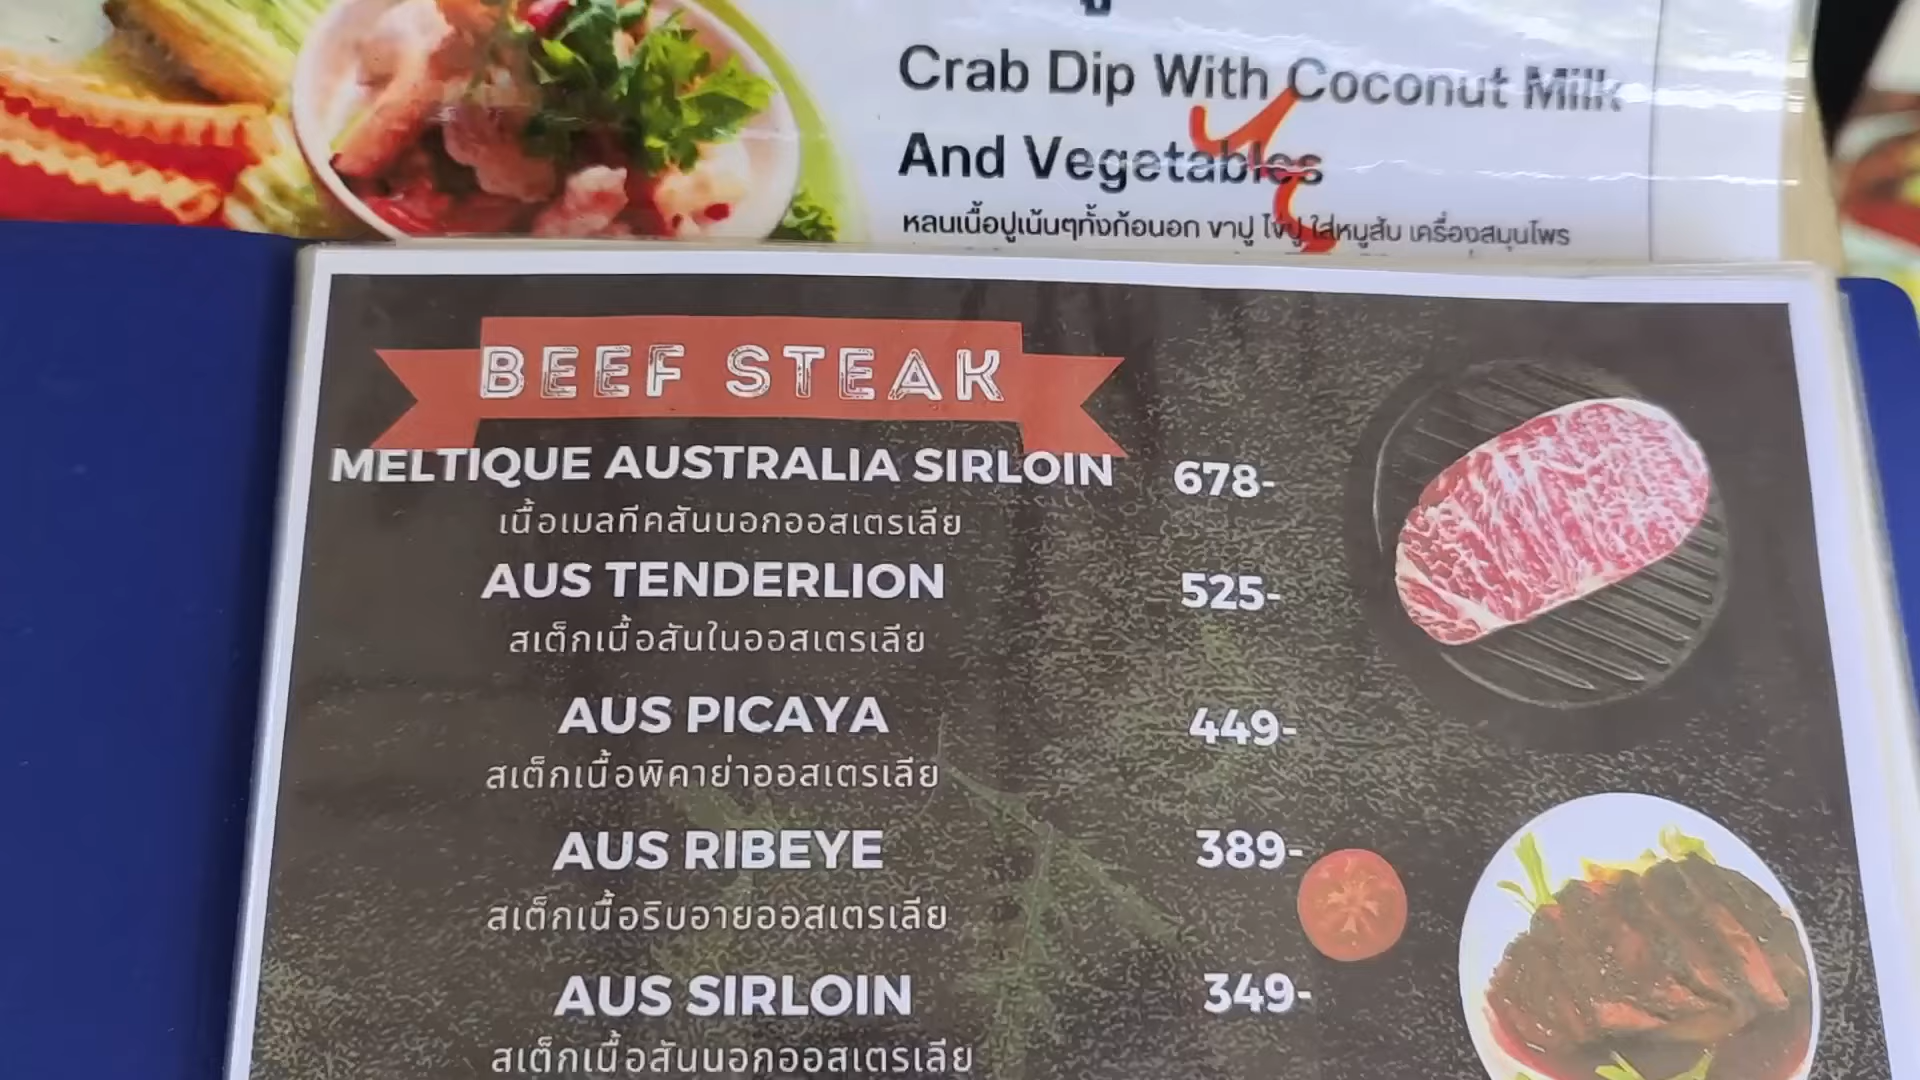 Crab Dip With Coconut Milk
And Vegetables
หลนเนื้อปูเน้นๆทั้งก้อนอก ขาปู ไข่ปู ใส่หมูสับ เครื่องสมุนไพร
BEEF STEAK
MELTIQUE AUSTRALIA SIRLOIN 678-
เนื้อเมลทีคสันนอกออสเตรเลีย
AUS TENDERLION 525-
สเต็กเนื้อสันในออสเตรเลีย
AUS PICAYA 449-
สเต็กเนื้อพิคาย่าออสเตรเลีย
AUS RIBEYE 389-
สเต็กเนื้อริบอายออสเตรเลีย
AUS SIRLOIN 349-
สเต็กเนื้อสันนอกออสเตรเลีย